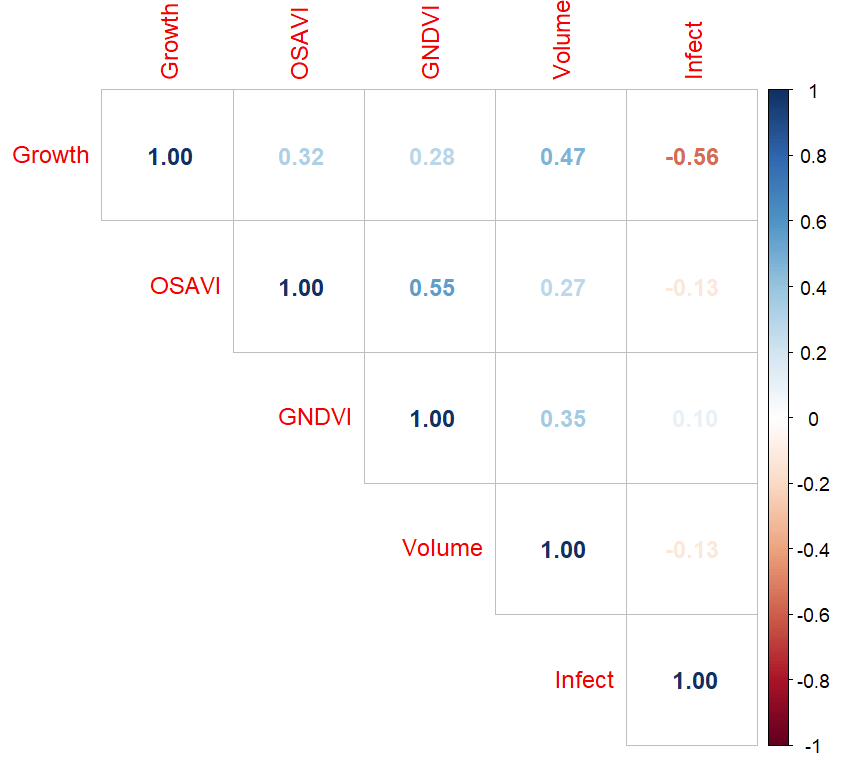 Growth OSAVI GNDVI Volume Infect
Growth 1.00 0.32 0.28 0.47 -0.56
OSAVI 1.00 0.55 0.27 -0.13
GNDVI 1.00 0.35 0.10
Volume 1.00 -0.13
Infect 1.00
1
0.8
0.6
0.4
0.2
0
-0.2
-0.4
-0.6
-0.8
-1